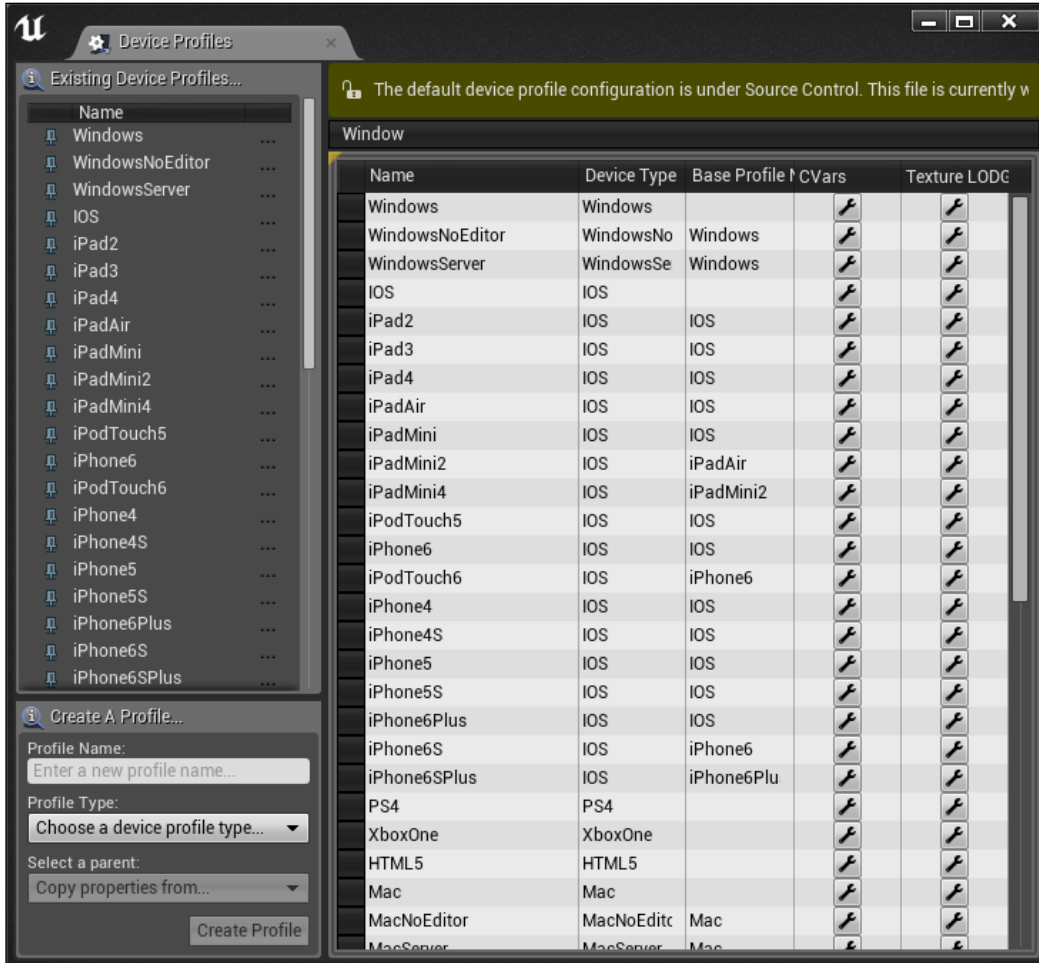 Device Profiles
Existing Device Profiles...
Name
Windows ...
WindowsNoEditor ...
WindowsServer ...
IOS ...
iPad2 ...
iPad3 ...
iPad4 ...
iPadAir ...
iPadMini ...
iPadMini2 ...
iPadMini4 ...
iPodTouch5 ...
iPhone6 ...
iPodTouch6 ...
iPhone4 ...
iPhone4S ...
iPhone5 ...
iPhone5S ...
iPhone6Plus ...
iPhone6S ...
iPhone6SPlus ...
Create A Profile...
Profile Name:
Enter a new profile name...
Profile Type:
Choose a device profile type...
Select a parent:
Copy properties from...
Create Profile
The default device profile configuration is under Source Control. This file is currently w
Window
Name Device Type Base Profile N CVars Texture LODG
Windows Windows
WindowsNoEditor WindowsNo Windows
WindowsServer WindowsSe Windows
IOS IOS
iPad2 IOS IOS
iPad3 IOS IOS
iPad4 IOS IOS
iPadAir IOS IOS
iPadMini IOS IOS
iPadMini2 IOS iPadAir
iPadMini4 IOS iPadMini2
iPodTouch5 IOS IOS
iPhone6 IOS IOS
iPodTouch6 IOS iPhone6
iPhone4 IOS IOS
iPhone4S IOS IOS
iPhone5 IOS IOS
iPhone5S IOS IOS
iPhone6Plus IOS IOS
iPhone6S IOS iPhone6
iPhone6SPlus IOS iPhone6Plu
PS4 PS4
XboxOne XboxOne
HTML5 HTML5
Mac Mac
MacNoEditor MacNoEditc Mac
MacServer MacServer Mac